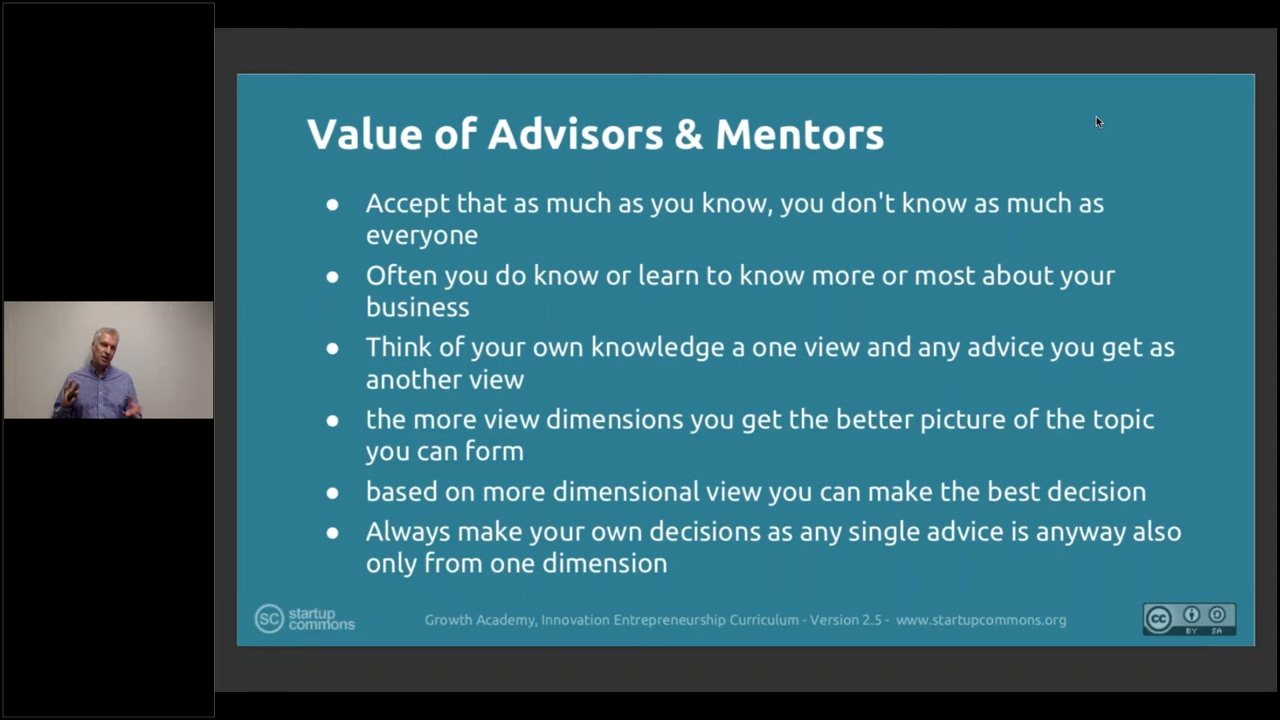 Value of Advisors & Mentors
● Accept that as much as you know, you don't know as much as
everyone
● Often you do know or learn to know more or most about your
business
● Think of your own knowledge a one view and any advice you get as
another view
● the more view dimensions you get the better picture of the topic
you can form
● based on more dimensional view you can make the best decision
● Always make your own decisions as any single advice is anyway also
only from one dimension
SC startup
commons
Growth Academy, Innovation Entrepreneurship Curriculum - Version 2.5 - www.startupcommons.org
cc
BY SA